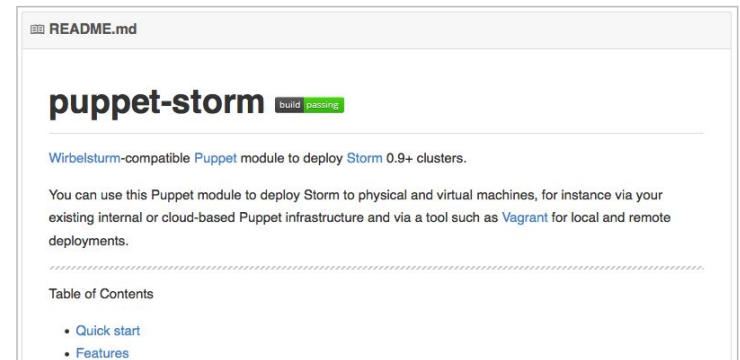 README.md
puppet-storm build passing
Wirbelsturm-compatible Puppet module to deploy Storm 0.9+ clusters.
You can use this Puppet module to deploy Storm to physical and virtual machines, for instance via your
existing internal or cloud-based Puppet infrastructure and via a tool such as Vagrant for local and remote
deployments.
Table of Contents
• Quick start
• Features